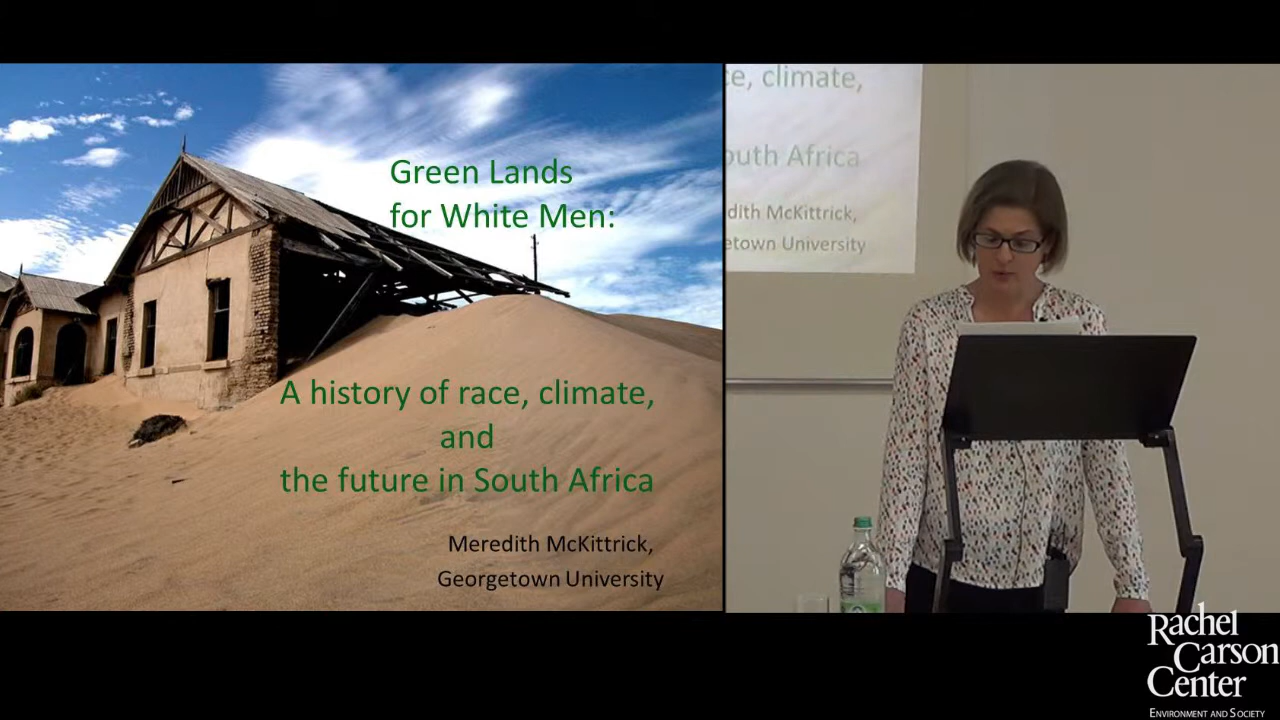 Green Lands
for White Men:
A history of race, climate,
and
the future in South Africa
Meredith McKittrick,
Georgetown University
ce, climate,
outh Africa
dith McKittrick,
etown University
Rachel
Carson
Center
ENVIRONMENT AND SOCIETY